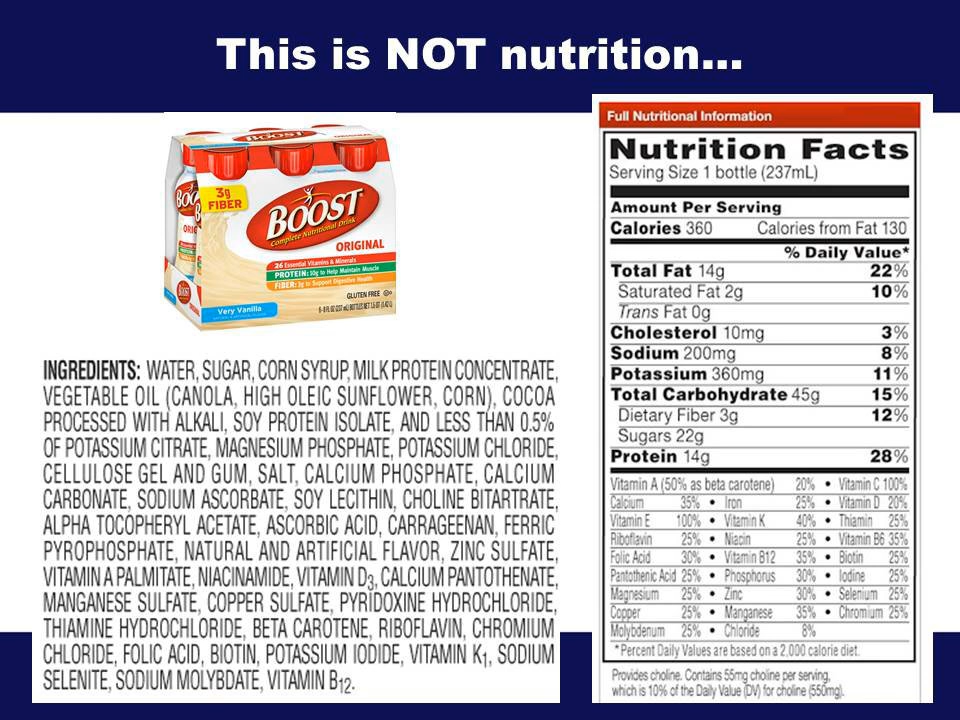 This is NOT nutrition...
BOOST
ORIGINAL
3g
FIBER
BOOST
Complete Nutritional Drink
ORIGINAL
26 Essential Vitamins & Minerals
PROTEIN: 10g to Help Maintain Muscle
FIBER: 3g to Support Digestive Health
GLUTEN FREE
Very Vanilla
INGREDIENTS: WATER, SUGAR, CORN SYRUP, MILK PROTEIN CONCENTRATE,
VEGETABLE OIL (CANOLA, HIGH OLEIC SUNFLOWER, CORN), COCOA
PROCESSED WITH ALKALI, SOY PROTEIN ISOLATE, AND LESS THAN 0.5%
OF POTASSIUM CITRATE, MAGNESIUM PHOSPHATE, POTASSIUM CHLORIDE,
CELLULOSE GEL AND GUM, SALT, CALCIUM PHOSPHATE, CALCIUM
CARBONATE, SODIUM ASCORBATE, SOY LECITHIN, CHOLINE BITARTRATE,
ALPHA TOCOPHERYL ACETATE, ASCORBIC ACID, CARRAGEENAN, FERRIC
PYROPHOSPHATE, NATURAL AND ARTIFICIAL FLAVOR, ZINC SULFATE,
VITAMIN A PALMITATE, NIACINAMIDE, VITAMIN D3, CALCIUM PANTOTHENATE,
MANGANESE SULFATE, COPPER SULFATE, PYRIDOXINE HYDROCHLORIDE,
THIAMINE HYDROCHLORIDE, BETA CAROTENE, RIBOFLAVIN, CHROMIUM
CHLORIDE, FOLIC ACID, BIOTIN, POTASSIUM IODIDE, VITAMIN K1, SODIUM
SELENITE, SODIUM MOLYBDATE, VITAMIN B12.
Full Nutritional Information
Nutrition Facts
Serving Size 1 bottle (237mL)
Amount Per Serving
Calories 360 Calories from Fat 130
% Daily Value*
Total Fat 14g 22%
Saturated Fat 2g 10%
Trans Fat 0g
Cholesterol 10mg 3%
Sodium 200mg 8%
Potassium 360mg 11%
Total Carbohydrate 45g 15%
Dietary Fiber 3g 12%
Sugars 22g
Protein 14g 28%
Vitamin A (50% as beta carotene) 20% • Vitamin C 100%
Calcium 35% • Iron 25% • Vitamin D 20%
Vitamin E 100% • Vitamin K 40% • Thiamin 25%
Riboflavin 25% • Niacin 25% • Vitamin B6 35%
Folic Acid 30% • Vitamin B12 35% • Biotin 25%
Pantothenic Acid 25% • Phosphorus 30% • Iodine 25%
Magnesium 25% • Zinc 30% • Selenium 25%
Copper 25% • Manganese 35% • Chromium 25%
Molybdenum 25% • Chloride 8%
*Percent Daily Values are based on a 2,000 calorie diet.
Provides choline. Contains 55mg choline per serving,
which is 10% of the Daily Value (DV) for choline (550mg).